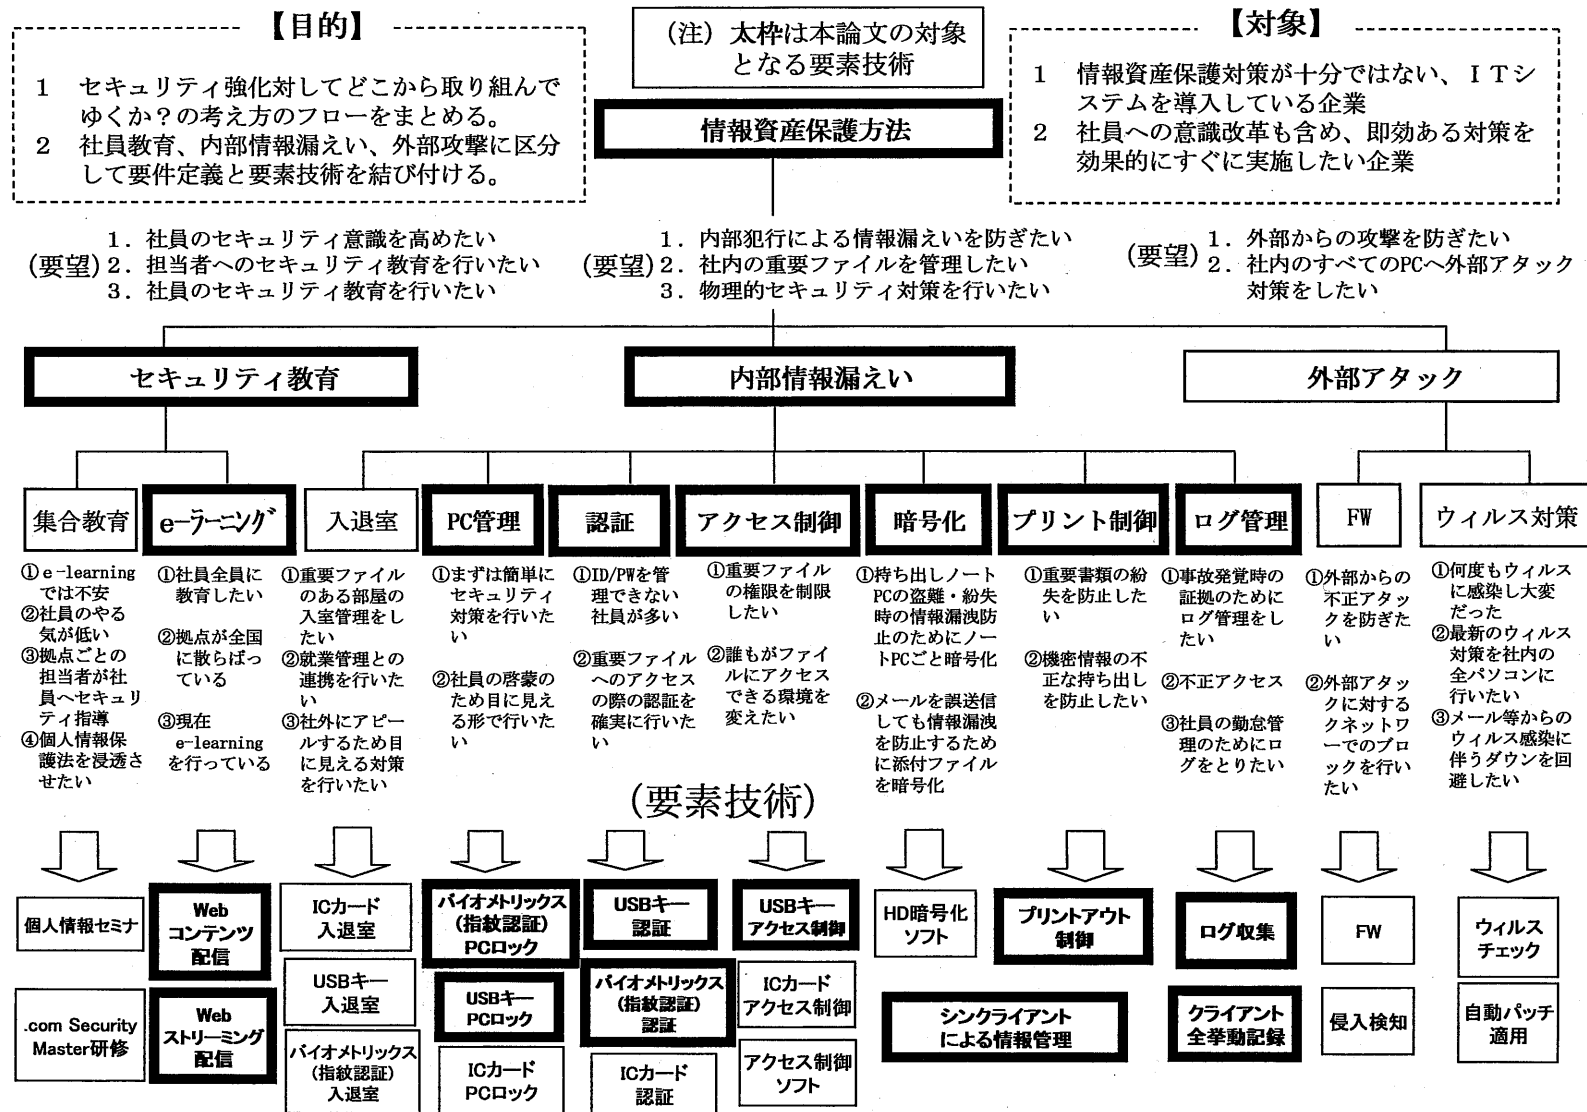 【目的】
1 セキュリティ強化対してどこから取り組んで
ゆくか？の考え方のフローをまとめる。
2 社員教育、内部情報漏えい、外部攻撃に区分
して要件定義と要素技術を結び付ける。
(注) 太枠は本論文の対象
となる要素技術
【対象】
1 情報資産保護対策が十分ではない、ＩＴシ
ステムを導入している企業
2 社員への意識改革も含め、即効ある対策を
効果的にすぐに実施したい企業
情報資産保護方法
(要望)
1．社員のセキュリティ意識を高めたい
2．担当者へのセキュリティ教育を行いたい
3．社員のセキュリティ教育を行いたい
(要望)
1．内部犯行による情報漏えいを防ぎたい
2．社内の重要ファイルを管理したい
3．物理的セキュリティ対策を行いたい
(要望)
1．外部からの攻撃を防ぎたい
2．社内のすべてのPCへ外部アタック
対策をしたい
セキュリティ教育
内部情報漏えい
外部アタック
集合教育
e-ラーニング
入退室
PC管理
認証
アクセス制御
暗号化
プリント制御
ログ管理
FW
ウィルス対策
①e-learning
では不安
②社員のやる
気が低い
③拠点ごとの
担当者が社
員へセキュリ
ティ指導
④個人情報保
護法を浸透さ
せたい
①社員全員に
教育したい
②拠点が全国
に散らばっ
ている
③現在
e-learning
を行っている
①重要ファイル
のある部屋の
入室管理をし
たい
②就業管理との
連携を行いた
い
③社外にアピー
ルするため目
に見える対策
を行いたい
①まずは簡単に
セキュリティ
対策を行いた
い
②社員の啓蒙の
ため目に見え
る形で行いた
い
①ID/PWを管
理できない
社員が多い
②重要ファイル
へのアクセス
の際の認証を
確実に行いた
い
①重要ファイル
の権限を制限
したい
②誰もがファイ
ルにアクセス
できる環境を
変えたい
①持ち出しノート
PCの盗難・紛失
時の情報漏洩防
止のためにノー
トPCごと暗号化
②メールを誤送信
しても情報漏洩
を防止するため
に添付ファイル
を暗号化
①重要書類の紛
失を防止した
い
②機密情報の不
正な持ち出し
を防止したい
①事故発覚時の
証拠のために
ログ管理をし
たい
②不正アクセス
③社員の勤怠管
理のためにロ
グをとりたい
①外部からの
不正アタッ
クを防ぎた
い
②外部アタッ
クに対する
クネットワ
ーでのブロ
ックを行い
たい
①何度もウィルス
に感染し大変
だった
②最新のウィルス
対策を社内の
全パソコンに
行いたい
③メール等からの
ウィルス感染に
伴うダウンを回
避したい
(要素技術)
個人情報セミナ
.com Security
Master研修
Web
コンテンツ
配信
Web
ストリーミング
配信
ICカード
入退室
USBキー
入退室
バイオメトリックス
(指紋認証)
入退室
バイオメトリックス
(指紋認証)
PCロック
USBキー
PCロック
ICカード
PCロック
USBキー
認証
バイオメトリックス
(指紋認証)
認証
ICカード
認証
USBキー
アクセス制御
ICカード
アクセス制御
アクセス制御
ソフト
HD暗号化
ソフト
プリントアウト
制御
シンクライアント
による情報管理
ログ収集
クライアント
全挙動記録
FW
侵入検知
ウィルス
チェック
自動パッチ
適用